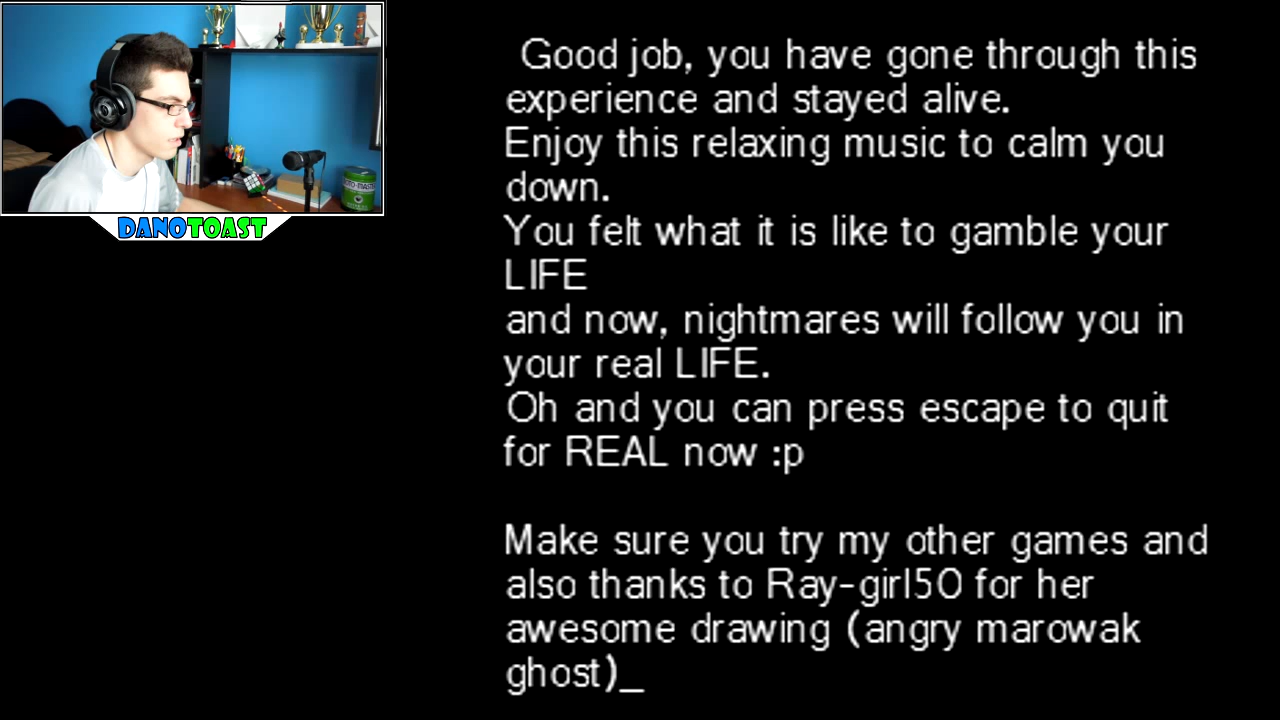 Good job, you have gone through this
experience and stayed alive.
Enjoy this relaxing music to calm you
down.
You felt what it is like to gamble your
LIFE
and now, nightmares will follow you in
your real LIFE.
Oh and you can press escape to quit
for REAL now :p
Make sure you try my other games and
also thanks to Ray-girl50 for her
awesome drawing (angry marowak
ghost)_
DANOTOAST